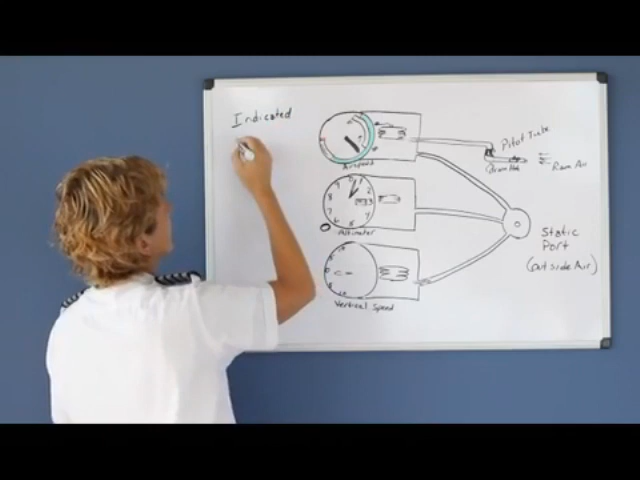 Indicated
Airspeed
Pitot Tube
Drain Hole
Ram Air
Altimeter
Static
Port
(outside Air)
Vertical Speed